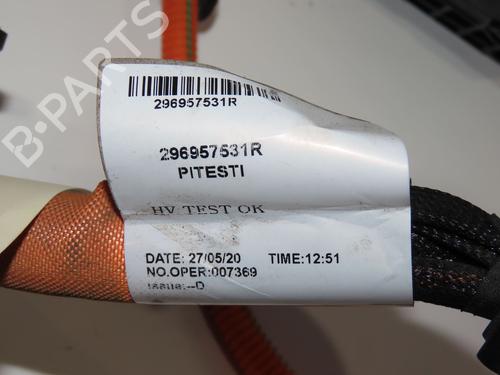 B-PARTS
296957531R
296957531R
PITESTI
HV TEST OK
DATE: 27/05/20 TIME:12:51
NO.OPER:007369